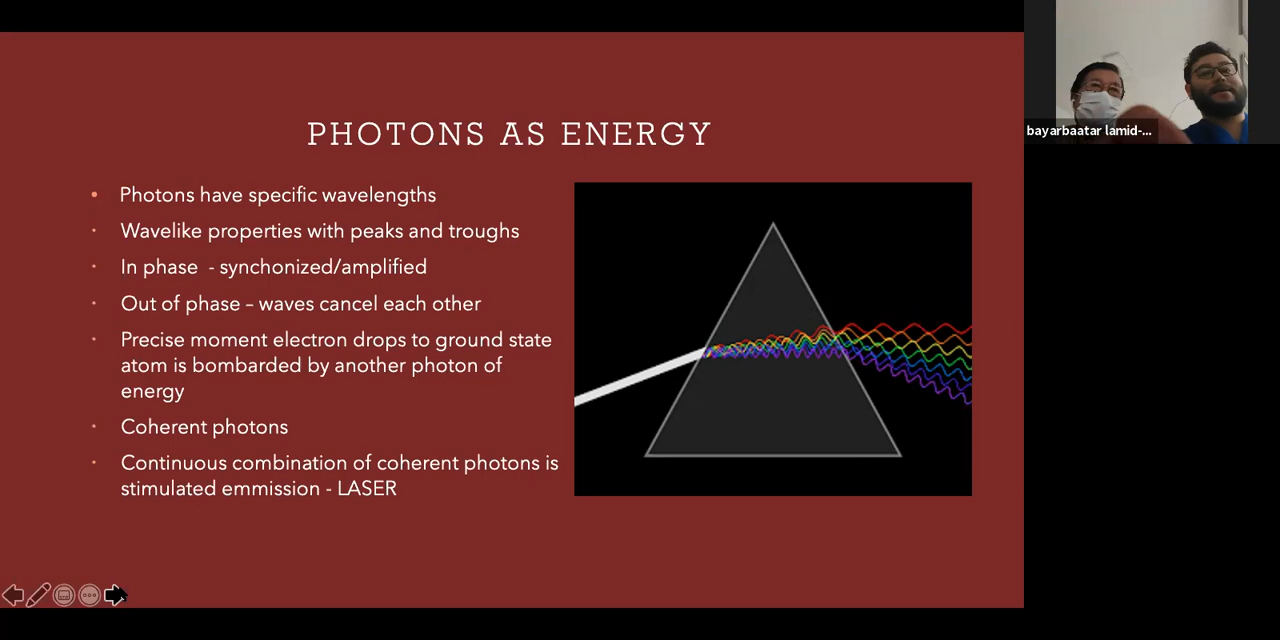 PHOTONS AS ENERGY
• Photons have specific wavelengths
• Wavelike properties with peaks and troughs
• In phase  - synchonized/amplified
• Out of phase – waves cancel each other
• Precise moment electron drops to ground state
atom is bombarded by another photon of
energy
• Coherent photons
• Continuous combination of coherent photons is
stimulated emmission - LASER
bayarbaatar lamid-...